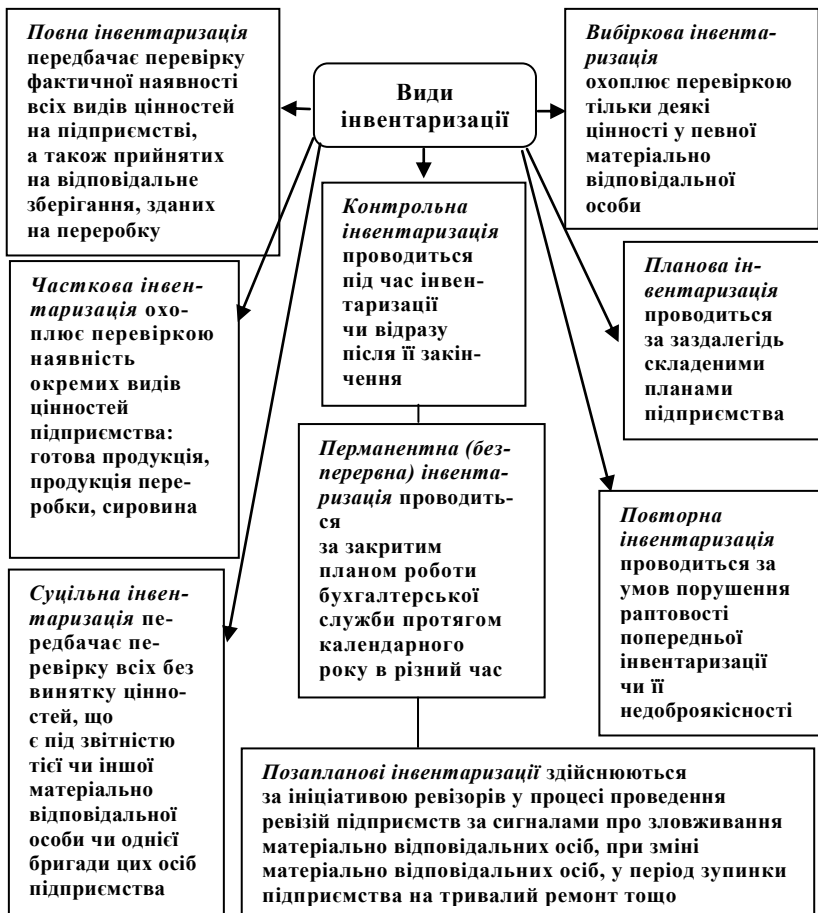 Повна інвентаризація
передбачає перевірку
фактичної наявності
всіх видів цінностей
на підприємстві,
а також прийнятих
на відповідальне
зберігання, зданих
на переробку
Види
інвентаризації
Вибіркова інвента-
ризація
охоплює перевіркою
тільки деякі
цінності у певної
матеріально
відповідальної
особи
Контрольна
інвентаризація
проводиться
під час інвен-
таризації
чи відразу
після її закін-
чення
Планова ін-
вентаризація
проводиться
за заздалегідь
складеними
планами
підприємства
Часткова інвен-
таризація охо-
плює перевіркою
наявність
окремих видів
цінностей
підприємства:
готова продукція,
продукція пере-
робки, сировина
Перманентна (без-
перервна) інвента-
ризація проводить-
ся
за закритим
планом роботи
бухгалтерської
служби протягом
календарного
року в різний час
Повторна
інвентаризація
проводиться за
умов порушення
раптовості
попередньої
інвентаризації
чи її
недоброякісності
Суцільна інвен-
таризація пе-
редбачає пе-
ревірку всіх без
винятку цінно-
стей, що
є під звітністю
тієї чи іншої
матеріально
відповідальної
особи чи однієї
бригади цих осіб
підприємства
Позапланові інвентаризації здійснюються
за ініціативою ревізорів у процесі проведення
ревізій підприємств за сигналами про зловживання
матеріально відповідальних осіб, при зміні
матеріально відповідальних осіб, у період зупинки
підприємства на тривалий ремонт тощо